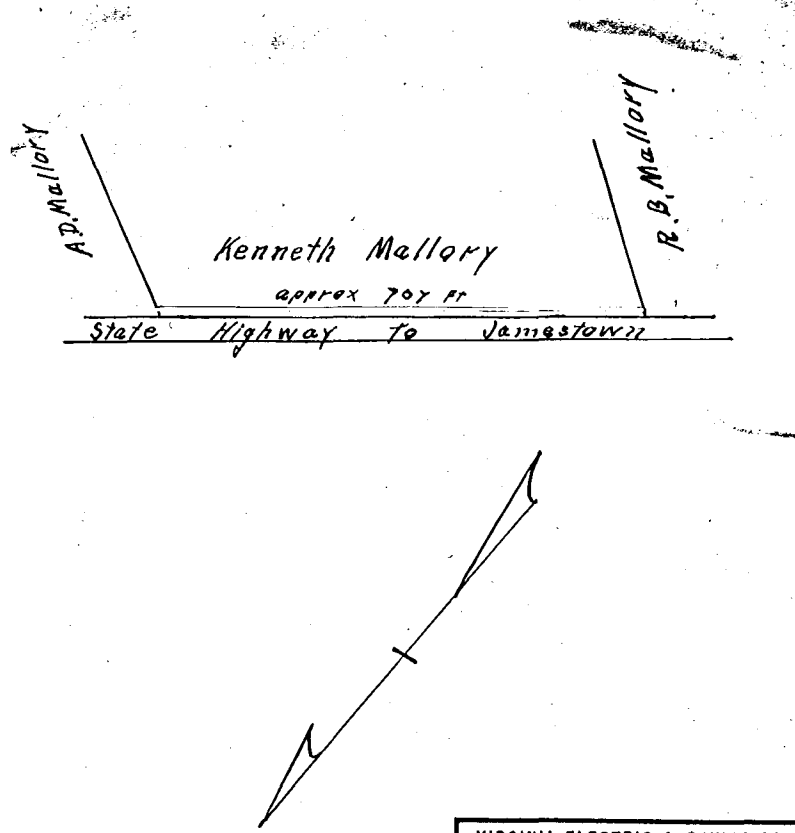 A.D. Mallory
R. B. Mallory
Kenneth Mallory
approx 707 Ft
State Highway To Jamestown